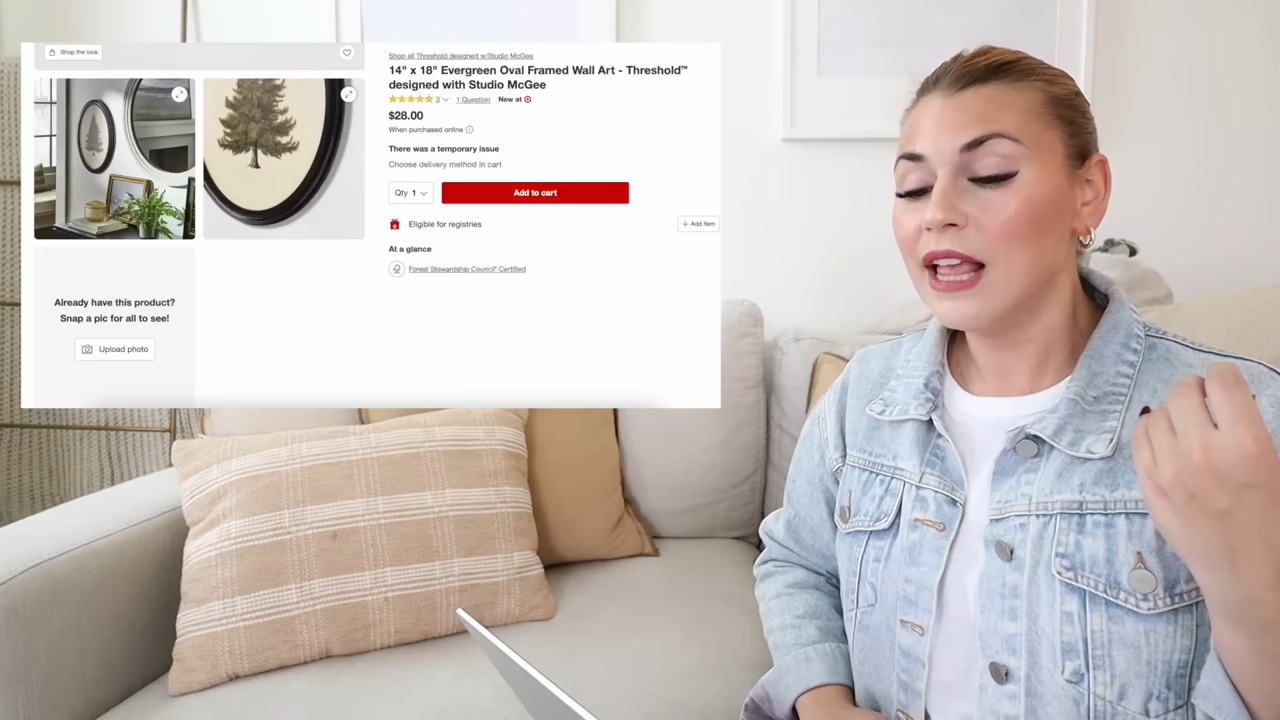 Shop the look
Shop all Threshold designed w/Studio McGee
14" x 18" Evergreen Oval Framed Wall Art - Threshold™
designed with Studio McGee
3 1 Question New at
$28.00
When purchased online
There was a temporary issue
Choose delivery method in cart
Qty 1 Add to cart
Eligible for registries + Add Item
At a glance
Forest Stewardship Council® Certified
Already have this product?
Snap a pic for all to see!
Upload photo